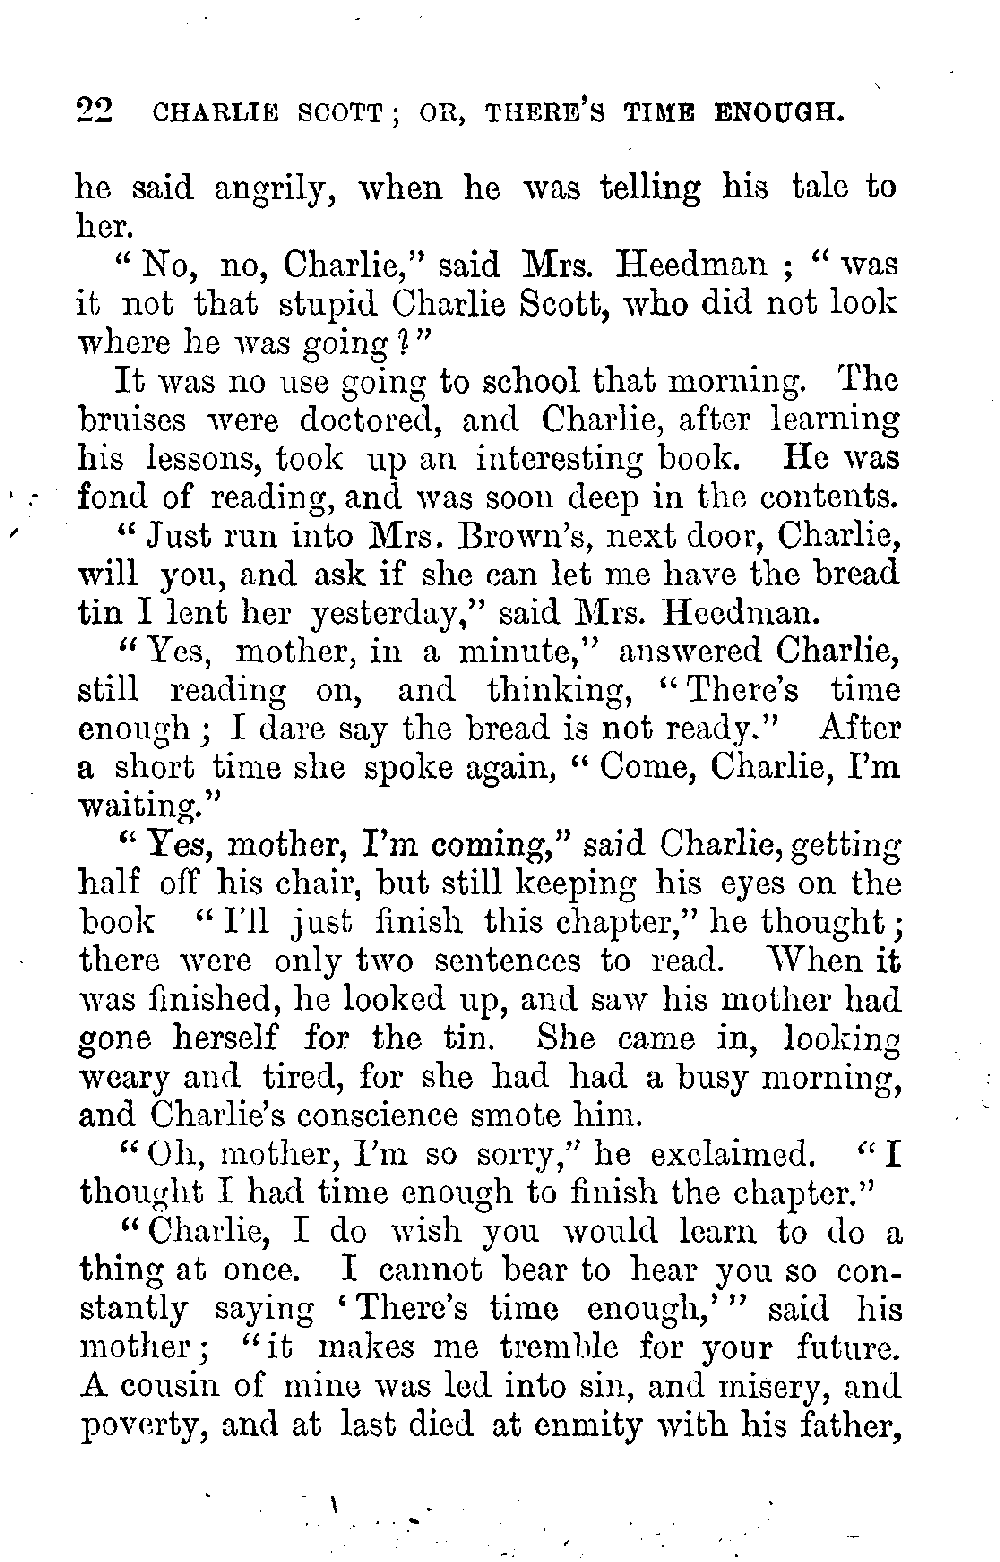 22 CHARLIE SCOTT; OR, THERE'S TIME ENOUGH.
he said angrily, when he was telling his tale to
her.
"No, no, Charlie," said Mrs. Heedman; "was
it not that stupid Charlie Scott, who did not look
where he was going?"
It was no use going to school that morning. The
bruises were doctored, and Charlie, after learning
his lessons, took up an interesting book. He was
fond of reading, and was soon deep in the contents.
"Just run into Mrs. Brown's, next door, Charlie,
will you, and ask if she can let me have the bread
tin I lent her yesterday," said Mrs. Heedman.
"Yes, mother, in a minute," answered Charlie,
still reading on, and thinking, "There's time
enough; I dare say the bread is not ready." After
a short time she spoke again, "Come, Charlie, I'm
waiting."
"Yes, mother, I'm coming," said Charlie, getting
half off his chair, but still keeping his eyes on the
book "I'll just finish this chapter," he thought;
there were only two sentences to read. When it
was finished, he looked up, and saw his mother had
gone herself for the tin. She came in, looking
weary and tired, for she had had a busy morning,
and Charlie's conscience smote him.
"Oh, mother, I'm so sorry," he exclaimed. "I
thought I had time enough to finish the chapter."
"Charlie, I do wish you would learn to do a
thing at once. I cannot bear to hear you so con-
stantly saying 'There's time enough,'" said his
mother; "it makes me tremble for your future.
A cousin of mine was led into sin, and misery, and
poverty, and at last died at enmity with his father,